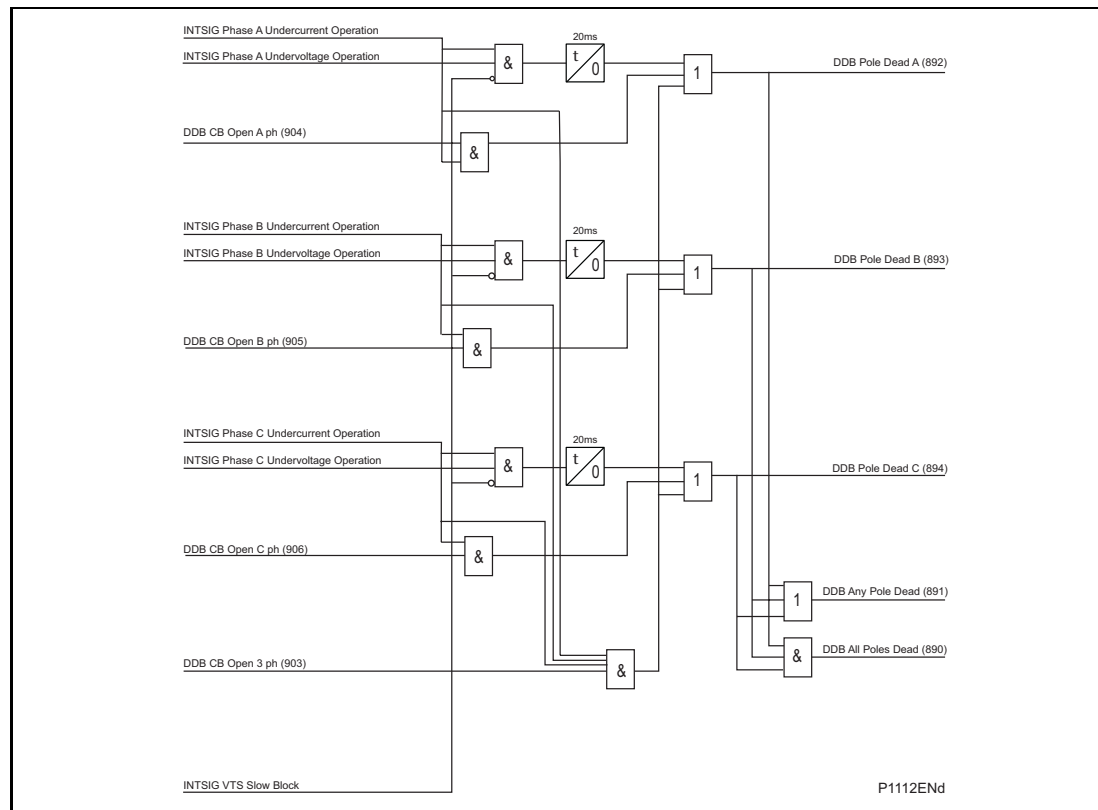 INTSIG Phase A Undercurrent Operation
20ms
INTSIG Phase A Undervoltage Operation
&
t
0
1
DDB Pole Dead A (892)
DDB CB Open A ph (904)
&
INTSIG Phase B Undercurrent Operation
20ms
INTSIG Phase B Undervoltage Operation
&
t
0
1
DDB Pole Dead B (893)
DDB CB Open B ph (905)
&
INTSIG Phase C Undercurrent Operation
20ms
INTSIG Phase C Undervoltage Operation
&
t
0
1
DDB Pole Dead C (894)
DDB CB Open C ph (906)
&
1
DDB Any Pole Dead (891)
DDB CB Open 3 ph (903)
&
&
DDB All Poles Dead (890)
INTSIG VTS Slow Block
P1112ENd